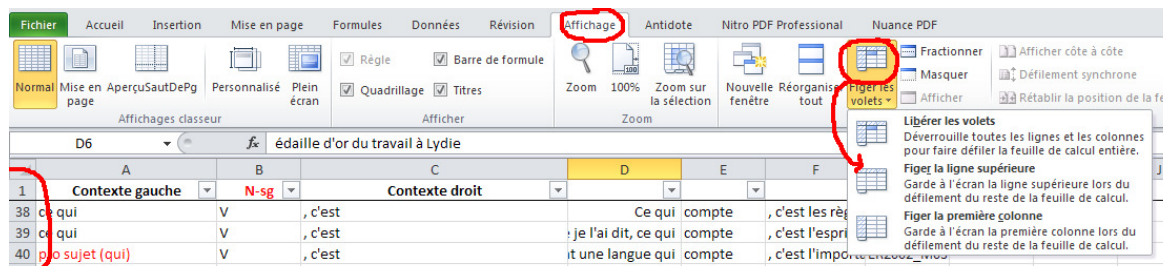 Fichier Accueil Insertion Mise en page Formules Données Révision Affichage Antidote Nitro PDF Professional Nuance PDF
Normal Mise en page AperçuSautDePg Personnalisé Plein écran
Règle Barre de formule
Quadrillage Titres
Zoom 100% Zoom sur la sélection
Nouvelle fenêtre Réorganiser tout Figer les volets
Fractionner Afficher côte à côte
Masquer Défilement synchrone
Afficher Rétablir la position de la fe
Affichages classeur Afficher Zoom
Libérer les volets
Déverrouille toutes les lignes et les colonnes
pour faire défiler la feuille de calcul entière.
Figer la ligne supérieure
Garde à l'écran la ligne supérieure lors du
défilement du reste de la feuille de calcul.
Figer la première colonne
Garde à l'écran la première colonne lors du
défilement du reste de la feuille de calcul.
D6 fx édaille d'or du travail à Lydie
A B C D E F J
1 Contexte gauche N-sg Contexte droit
38 ce qui V , c'est Ce qui compte , c'est les règ
39 ce qui V , c'est je l'ai dit, ce qui compte , c'est l'espri
40 pro sujet (qui) V , c'est nt une langue qui compte , c'est l'import